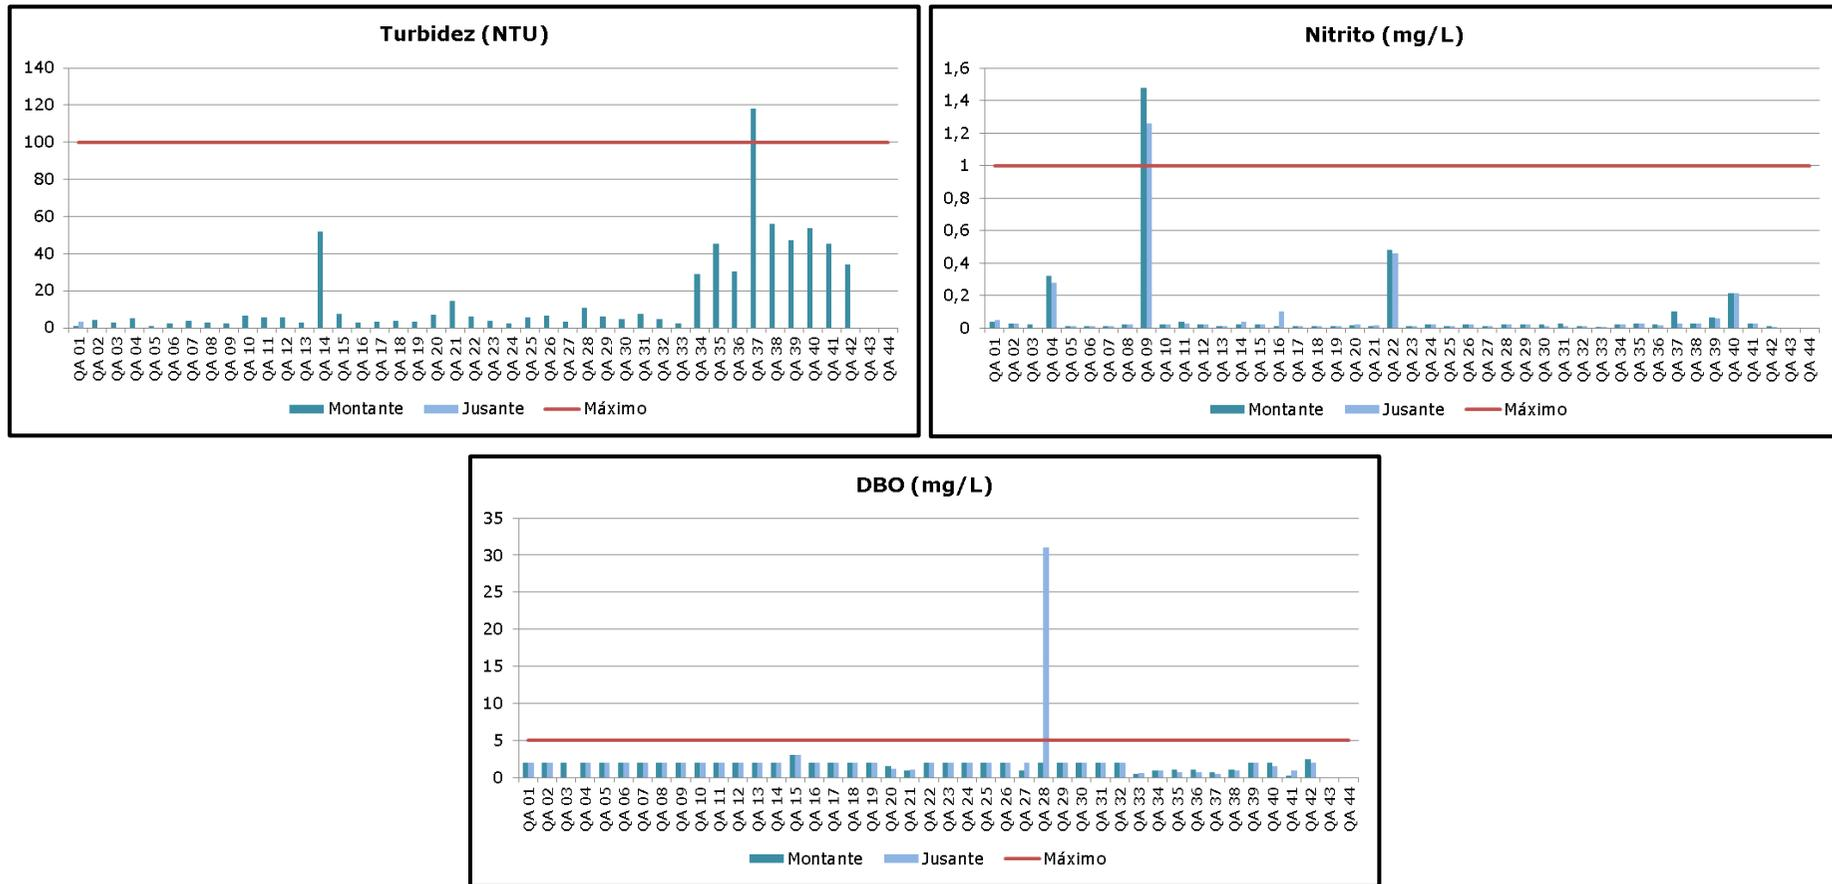 Turbidez (NTU)
140
120
100
80
60
40
20
0
QA 01 QA 02 QA 03 QA 04 QA 05 QA 06 QA 07 QA 08 QA 09 QA 10 QA 11 QA 12 QA 13 QA 14 QA 15 QA 16 QA 17 QA 18 QA 19 QA 20 QA 21 QA 22 QA 23 QA 24 QA 25 QA 26 QA 27 QA 28 QA 29 QA 30 QA 31 QA 32 QA 33 QA 34 QA 35 QA 36 QA 37 QA 38 QA 39 QA 40 QA 41 QA 42 QA 43 QA 44
Montante Jusante Máximo
Nitrito (mg/L)
1,6
1,4
1,2
1
0,8
0,6
0,4
0,2
0
QA 01 QA 02 QA 03 QA 04 QA 05 QA 06 QA 07 QA 08 QA 09 QA 10 QA 11 QA 12 QA 13 QA 14 QA 15 QA 16 QA 17 QA 18 QA 19 QA 20 QA 21 QA 22 QA 23 QA 24 QA 25 QA 26 QA 27 QA 28 QA 29 QA 30 QA 31 QA 32 QA 33 QA 34 QA 35 QA 36 QA 37 QA 38 QA 39 QA 40 QA 41 QA 42 QA 43 QA 44
Montante Jusante Máximo
DBO (mg/L)
35
30
25
20
15
10
5
0
QA 01 QA 02 QA 03 QA 04 QA 05 QA 06 QA 07 QA 08 QA 09 QA 10 QA 11 QA 12 QA 13 QA 14 QA 15 QA 16 QA 17 QA 18 QA 19 QA 20 QA 21 QA 22 QA 23 QA 24 QA 25 QA 26 QA 27 QA 28 QA 29 QA 30 QA 31 QA 32 QA 33 QA 34 QA 35 QA 36 QA 37 QA 38 QA 39 QA 40 QA 41 QA 42 QA 43 QA 44
Montante Jusante Máximo